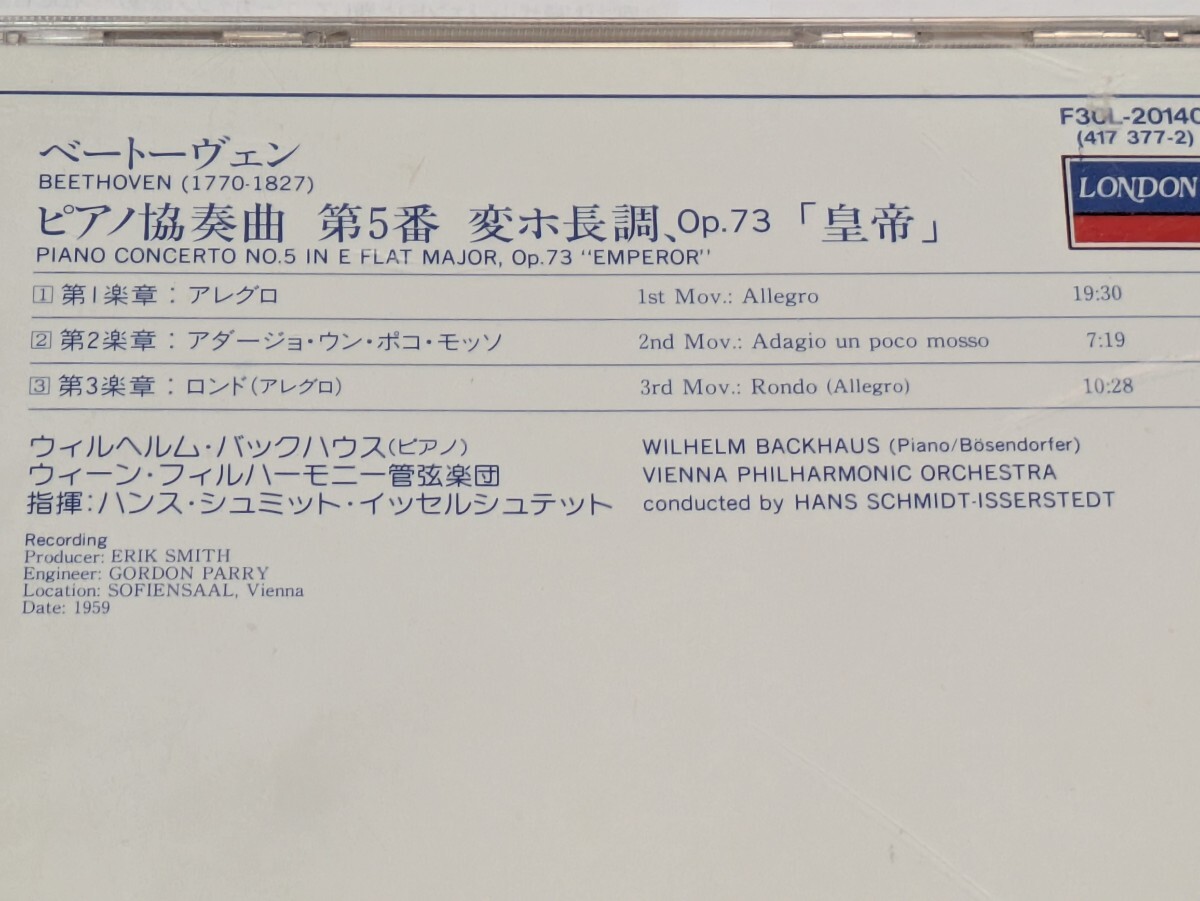 F30L-20140
(417 377-2)
LONDON
ベートーヴェン
BEETHOVEN (1770-1827)
ピアノ協奏曲 第5番 変ホ長調、Op.73 「皇帝」
PIANO CONCERTO NO.5 IN E FLAT MAJOR, Op.73 "EMPEROR"
1 第1楽章：アレグロ 1st Mov.: Allegro 19:30
2 第2楽章：アダージョ・ウン・ポコ・モッソ 2nd Mov.: Adagio un poco mosso 7:19
3 第3楽章：ロンド（アレグロ） 3rd Mov.: Rondo (Allegro) 10:28
ウィルヘルム・バックハウス（ピアノ） WILHELM BACKHAUS (Piano/Bösendorfer)
ウィーン・フィルハーモニー管弦楽団 VIENNA PHILHARMONIC ORCHESTRA
指揮：ハンス・シュミット・イッセルシュテット conducted by HANS SCHMIDT-ISSERSTEDT
Recording
Producer: ERIK SMITH
Engineer: GORDON PARRY
Location: SOFIENSAAL, Vienna
Date: 1959